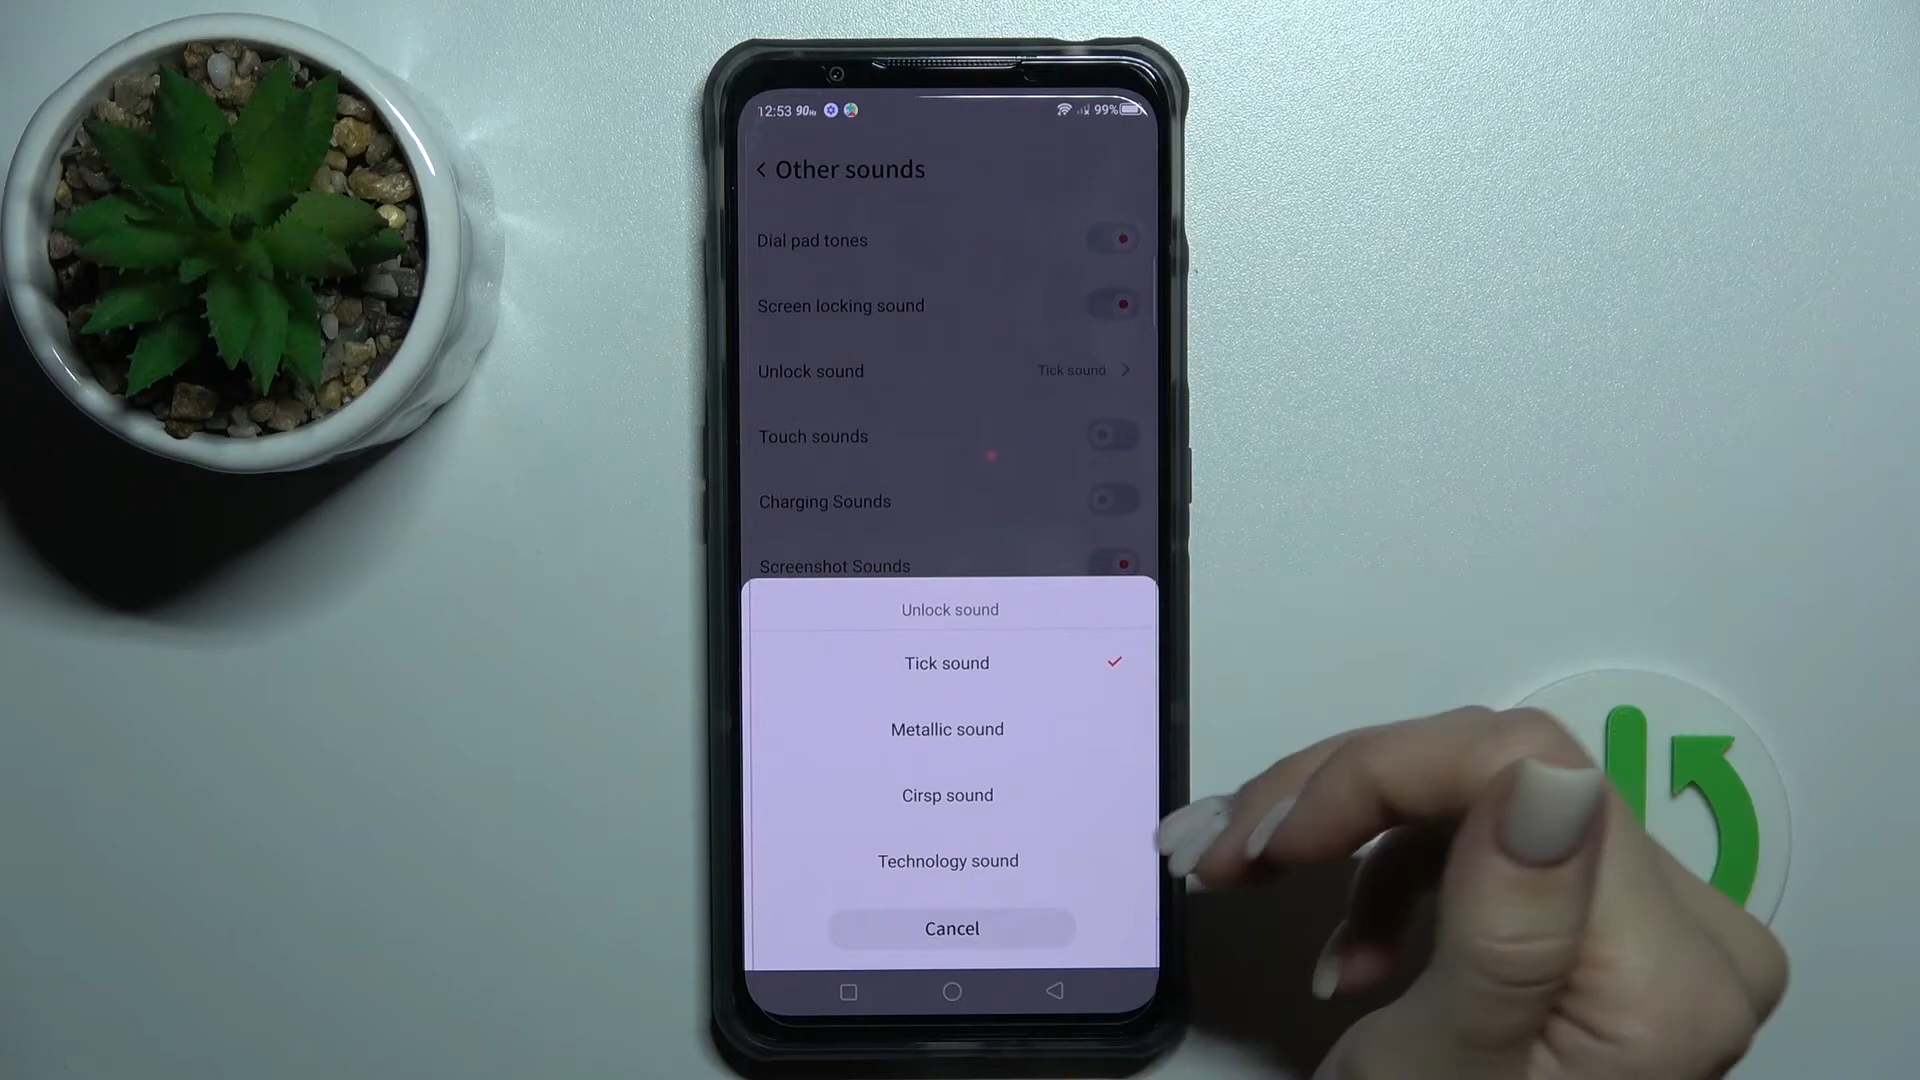 12:53 90Hz 99%
Other sounds
Dial pad tones
Screen locking sound
Unlock sound Tick sound
Touch sounds
Charging Sounds
Screenshot Sounds
Unlock sound
Tick sound
Metallic sound
Cirsp sound
Technology sound
Cancel